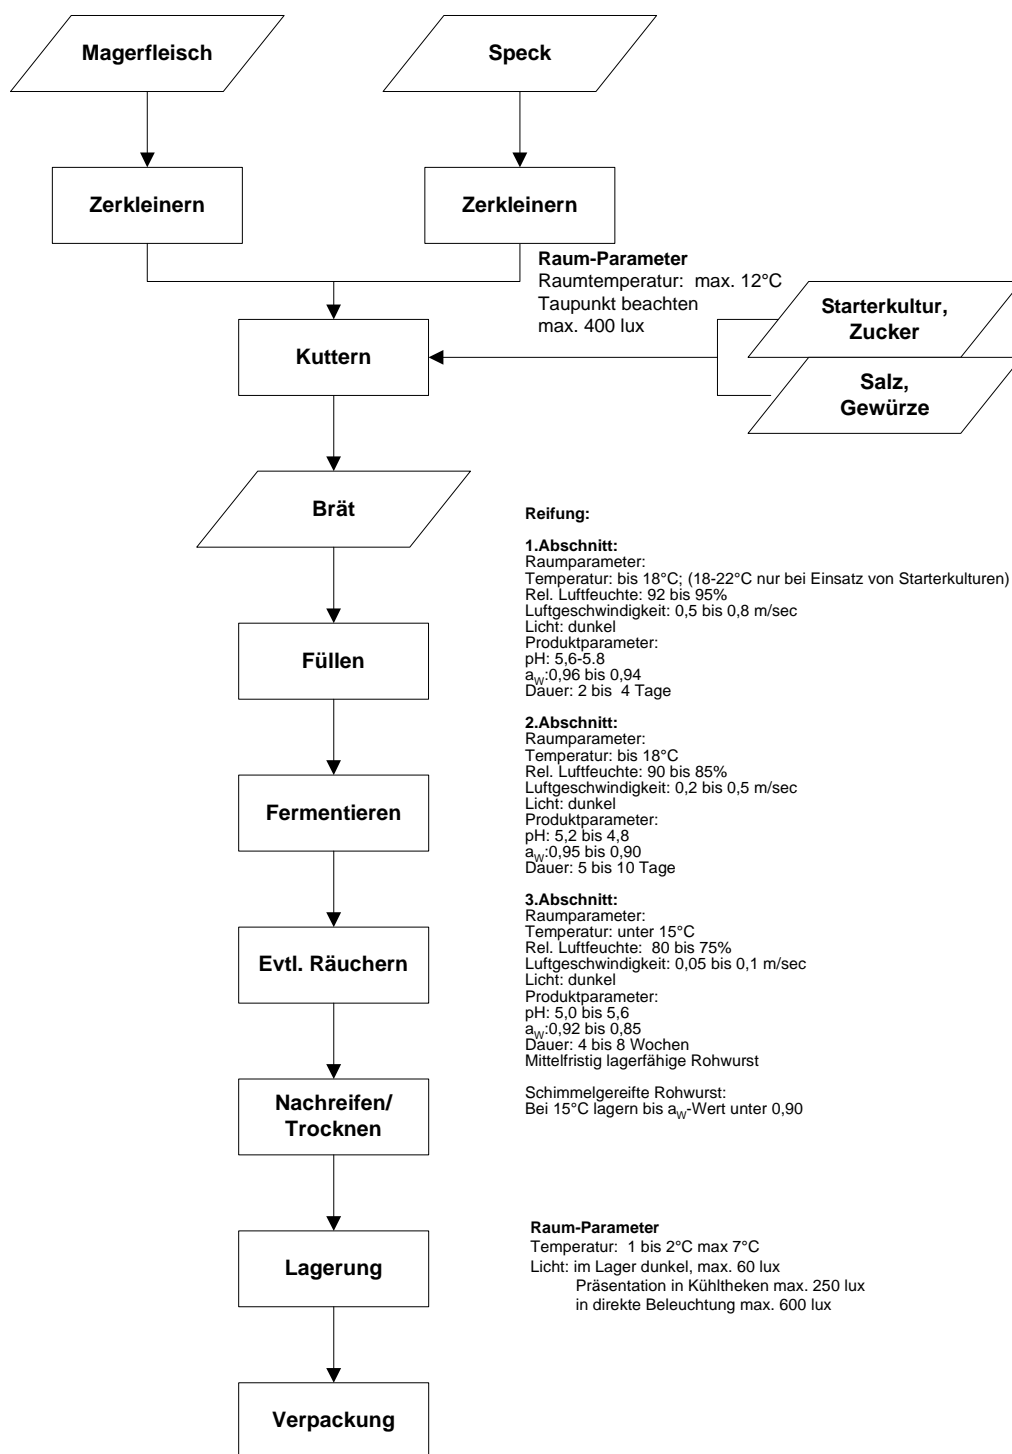 Magerfleisch
Speck
Zerkleinern
Zerkleinern
Raum-Parameter
Raumtemperatur:  max. 12°C
Taupunkt beachten
max. 400 lux
Starterkultur,
Zucker
Kuttern
Salz,
Gewürze
Brät
Reifung:
1.Abschnitt:
Raumparameter:
Temperatur: bis 18°C; (18-22°C nur bei Einsatz von Starterkulturen)
Rel. Luftfeuchte: 92 bis 95%
Luftgeschwindigkeit: 0,5 bis 0,8 m/sec
Licht: dunkel
Produktparameter:
pH: 5,6-5.8
aW:0,96 bis 0,94
Dauer: 2 bis  4 Tage
Füllen
2.Abschnitt:
Raumparameter:
Temperatur: bis 18°C
Rel. Luftfeuchte: 90 bis 85%
Luftgeschwindigkeit: 0,2 bis 0,5 m/sec
Licht: dunkel
Produktparameter:
pH: 5,2 bis 4,8
aW:0,95 bis 0,90
Dauer: 5 bis 10 Tage
Fermentieren
3.Abschnitt:
Raumparameter:
Temperatur: unter 15°C
Rel. Luftfeuchte:  80 bis 75%
Luftgeschwindigkeit: 0,05 bis 0,1 m/sec
Licht: dunkel
Produktparameter:
pH: 5,0 bis 5,6
aW:0,92 bis 0,85
Dauer: 4 bis 8 Wochen
Mittelfristig lagerfähige Rohwurst
Evtl. Räuchern
Schimmelgereifte Rohwurst:
Bei 15°C lagern bis aW-Wert unter 0,90
Nachreifen/
Trocknen
Raum-Parameter
Temperatur:  1 bis 2°C max 7°C
Licht: im Lager dunkel, max. 60 lux
Präsentation in Kühltheken max. 250 lux
in direkte Beleuchtung max. 600 lux
Lagerung
Verpackung